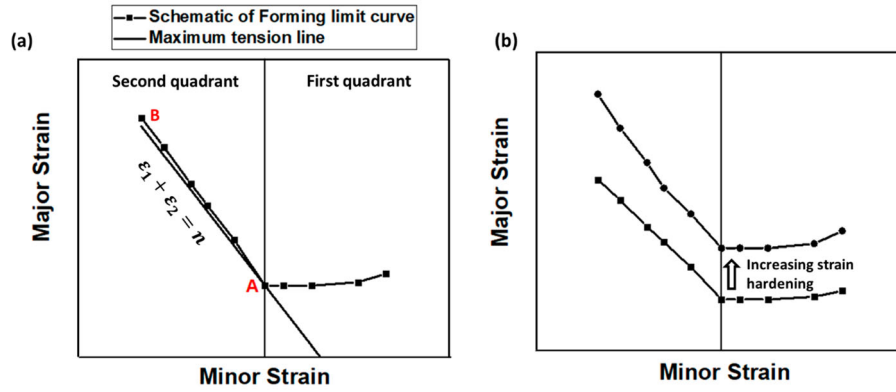 Schematic of Forming limit curve
Maximum tension line
(a)
Second quadrant
First quadrant
B
ε₁ + ε₂ = n
A
Major Strain
Minor Strain
(b)
Increasing strain
hardening
Major Strain
Minor Strain